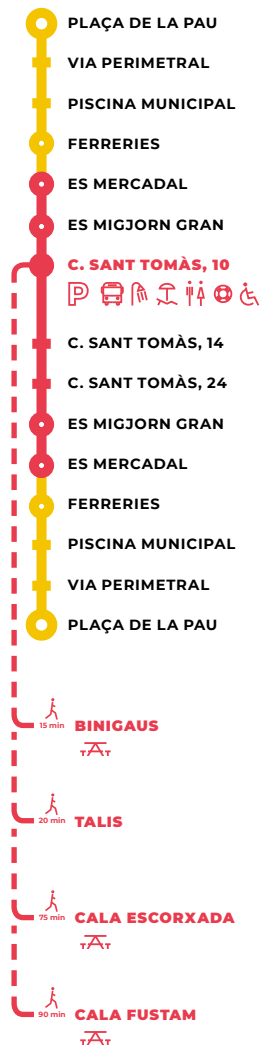 PLAÇA DE LA PAU
VIA PERIMETRAL
PISCINA MUNICIPAL
FERRERIES
ES MERCADAL
ES MIGJORN GRAN
C. SANT TOMÀS, 10
P
C. SANT TOMÀS, 14
C. SANT TOMÀS, 24
ES MIGJORN GRAN
ES MERCADAL
FERRERIES
PISCINA MUNICIPAL
VIA PERIMETRAL
PLAÇA DE LA PAU
15 min BINIGAUS
20 min TALIS
75 min CALA ESCORXADA
90 min CALA FUSTAM